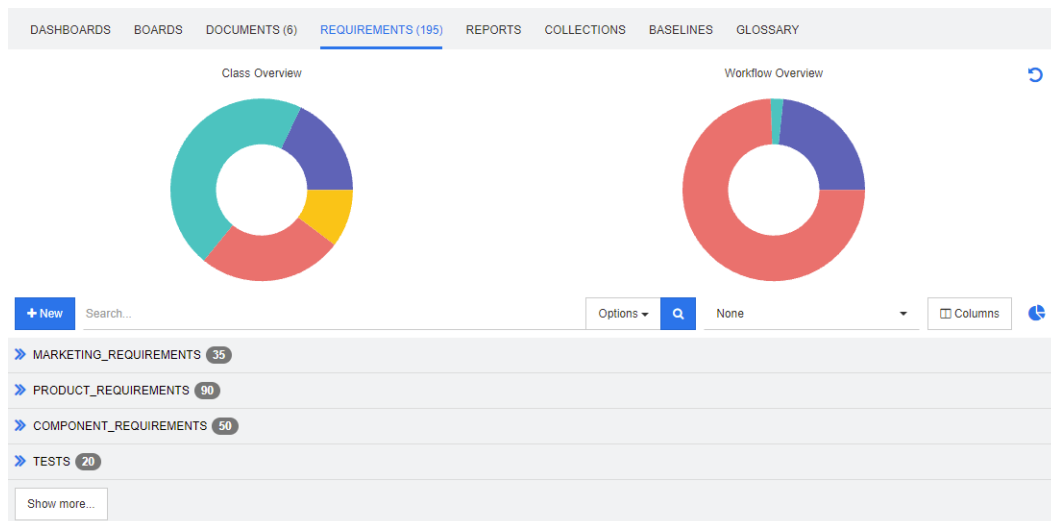 DASHBOARDS BOARDS DOCUMENTS (6) REQUIREMENTS (195) REPORTS COLLECTIONS BASELINES GLOSSARY
Class Overview Workflow Overview
+ New Search... Options None Columns
MARKETING_REQUIREMENTS 35
PRODUCT_REQUIREMENTS 90
COMPONENT_REQUIREMENTS 50
TESTS 20
Show more...